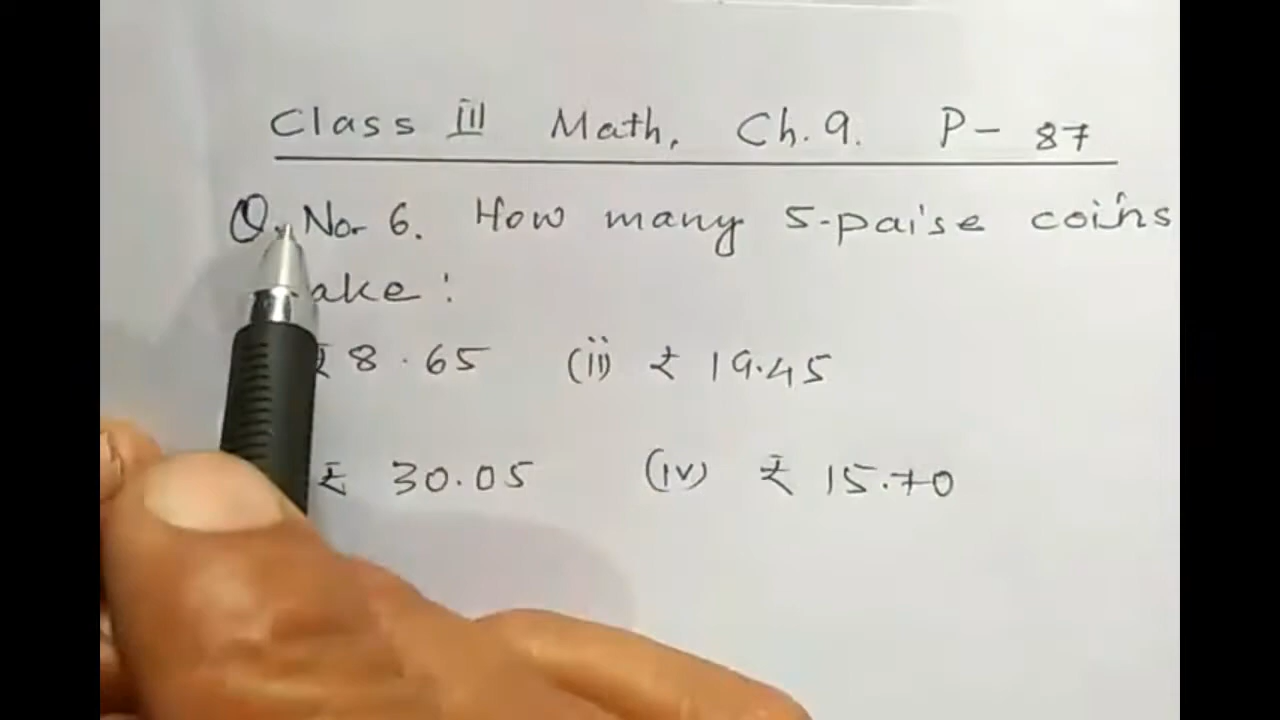 Class III Math, Ch.9. P- 87
Q. No. 6. How many 5-paise coins
ake :
₹ 8.65 (ii) ₹ 19.45
₹ 30.05 (iv) ₹ 15.70